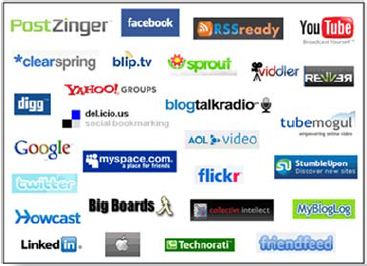 PostZinger
facebook
RSSready
YouTube
Broadcast Yourself
*clearspring
blip.tv
sprout
viddler
REVVER
digg
YAHOO! GROUPS
del.icio.us
social bookmarking
blogtalkradio
tubemogul
empowering online video
Google
AOL video
myspace.com
a place for friends
flickr
StumbleUpon
Discover new sites
twitter
Howcast
Big Boards
collective intellect
MyBlogLog
Linked in
Technorati
friendfeed